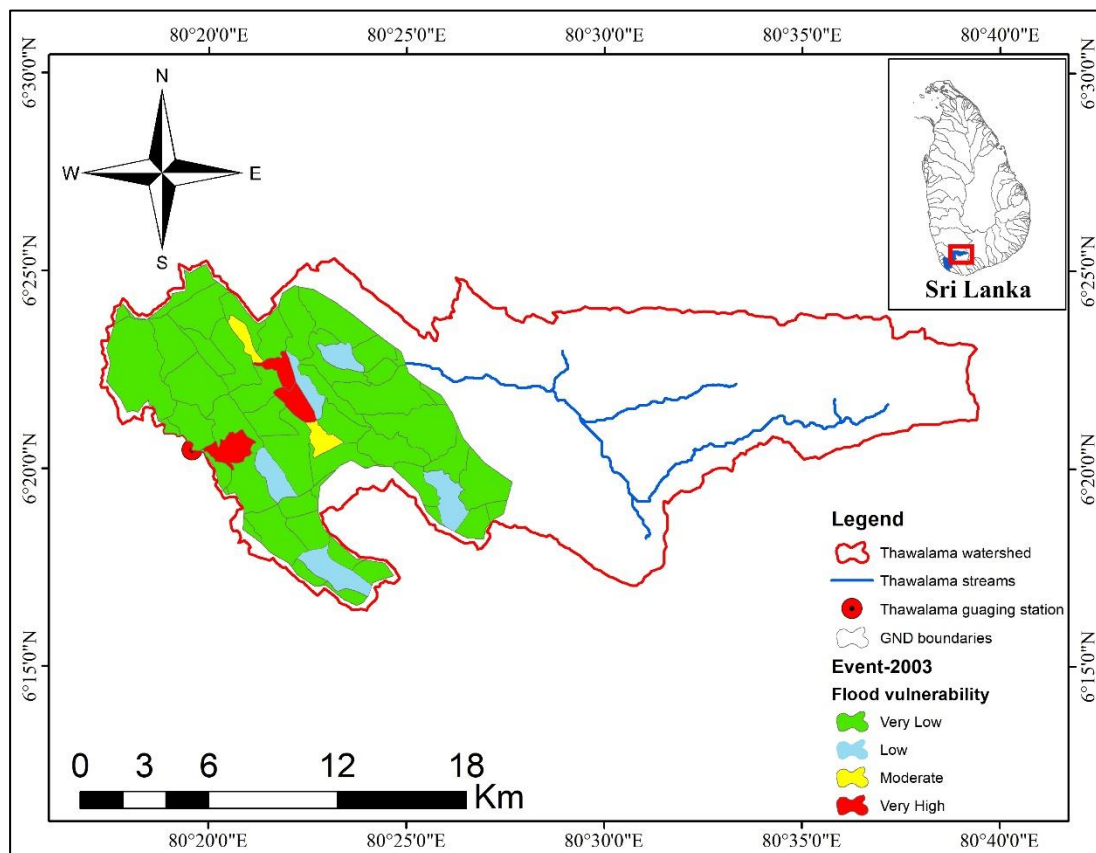 80°20'0"E 80°25'0"E 80°30'0"E 80°35'0"E 80°40'0"E
6°30'0"N 6°30'0"N
N
W E
S
Sri Lanka
6°25'0"N 6°25'0"N
6°20'0"N 6°20'0"N
Legend
Thawalama watershed
Thawalama streams
Thawalama guaging station
GND boundaries
6°15'0"N 6°15'0"N
Event-2003
Flood vulnerability
Very Low
Low
Moderate
Very High
0 3 6 12 18
Km
80°20'0"E 80°25'0"E 80°30'0"E 80°35'0"E 80°40'0"E